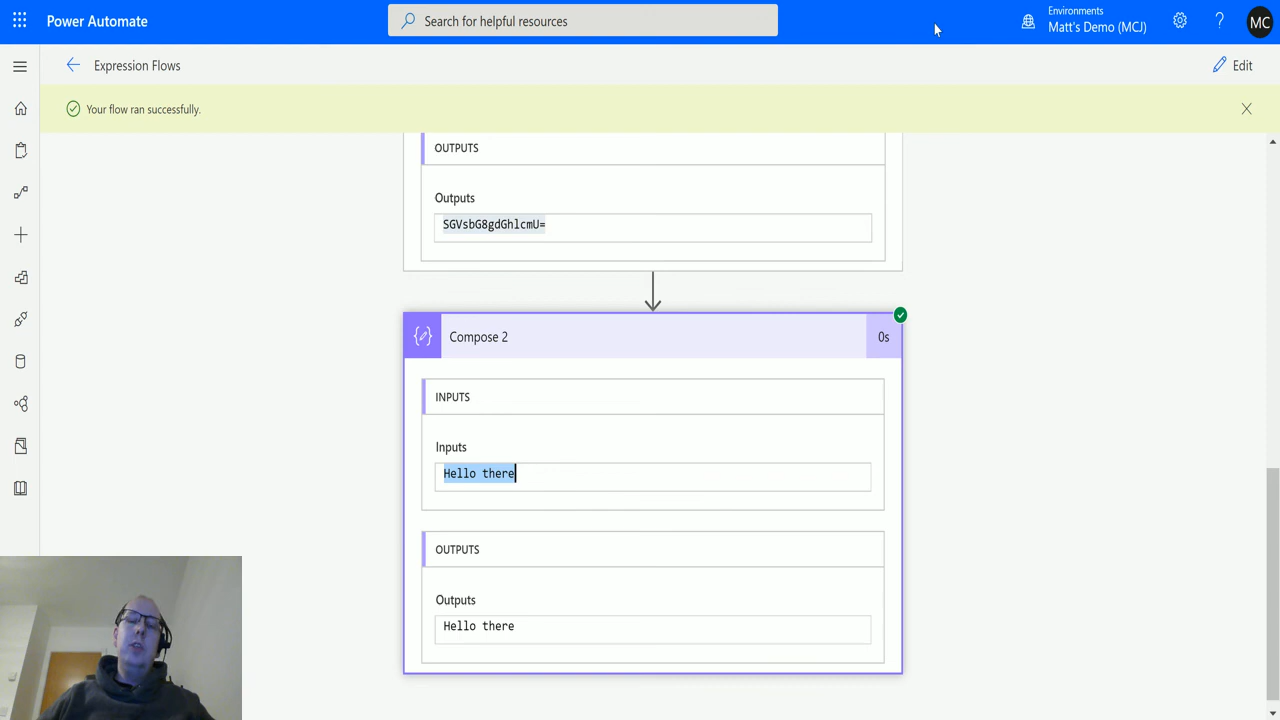 Power Automate
Search for helpful resources
Environments
Matt's Demo (MCJ)
?
MC
Expression Flows
Edit
Your flow ran successfully.
OUTPUTS
Outputs
SGVsbG8gdGhlcmU=
Compose 2
0s
INPUTS
Inputs
Hello there
OUTPUTS
Outputs
Hello there